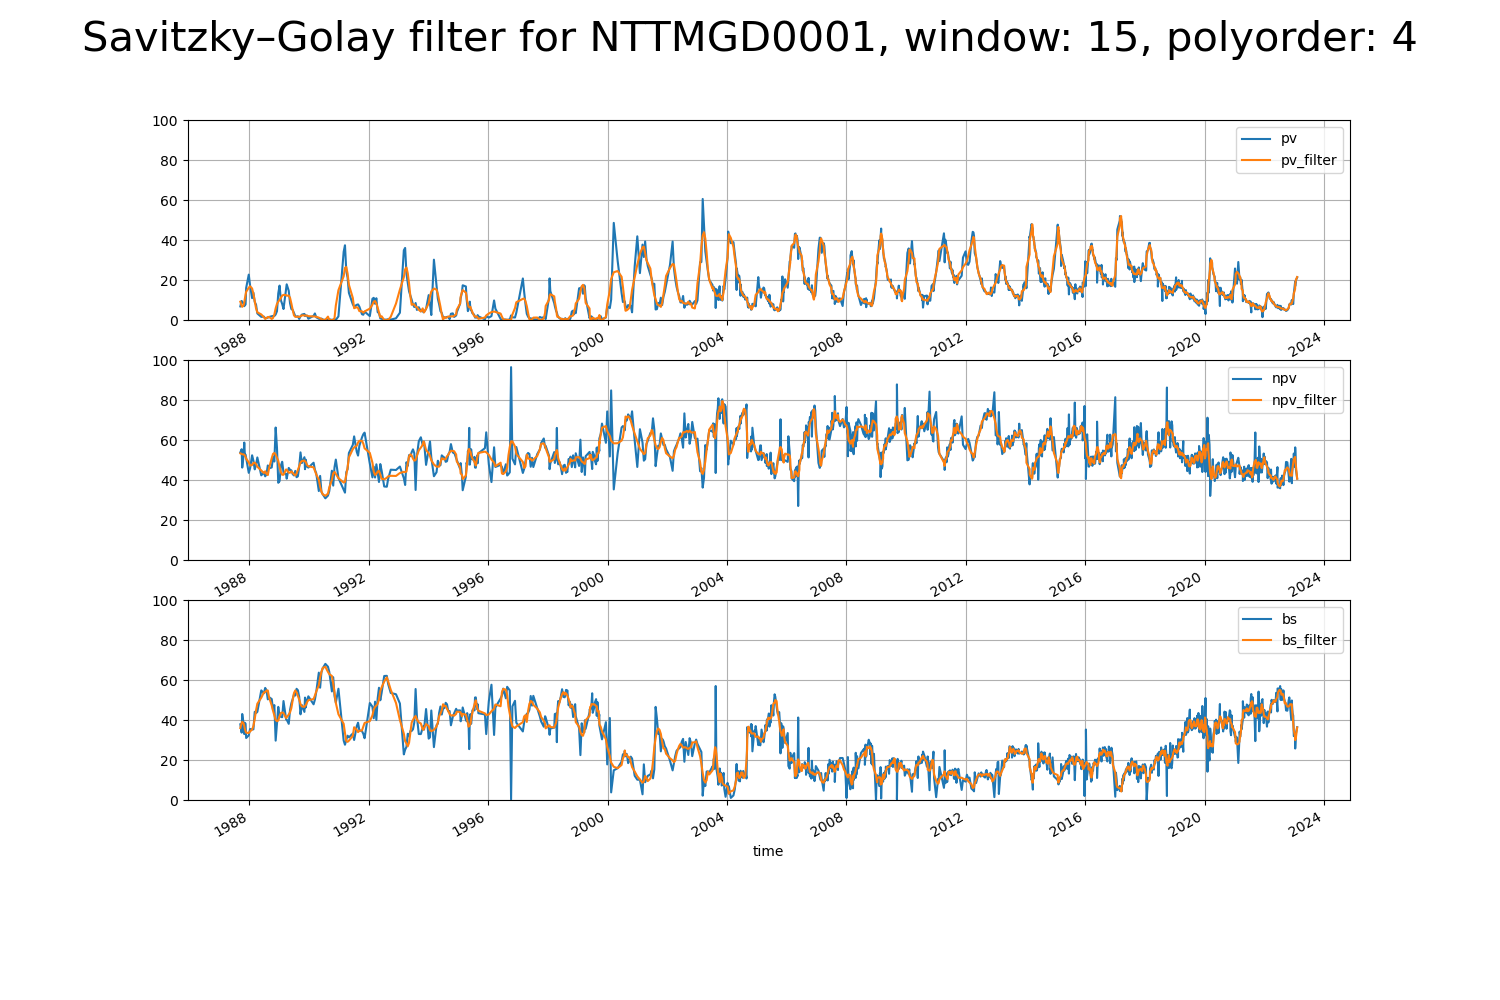 Savitzky–Golay filter for NTTMGD0001, window: 15, polyorder: 4
100
80
60
40
20
0
pv
pv_filter
1988 1992 1996 2000 2004 2008 2012 2016 2020 2024
100
80
60
40
20
0
npv
npv_filter
1988 1992 1996 2000 2004 2008 2012 2016 2020 2024
100
80
60
40
20
0
bs
bs_filter
1988 1992 1996 2000 2004 2008 2012 2016 2020 2024
time